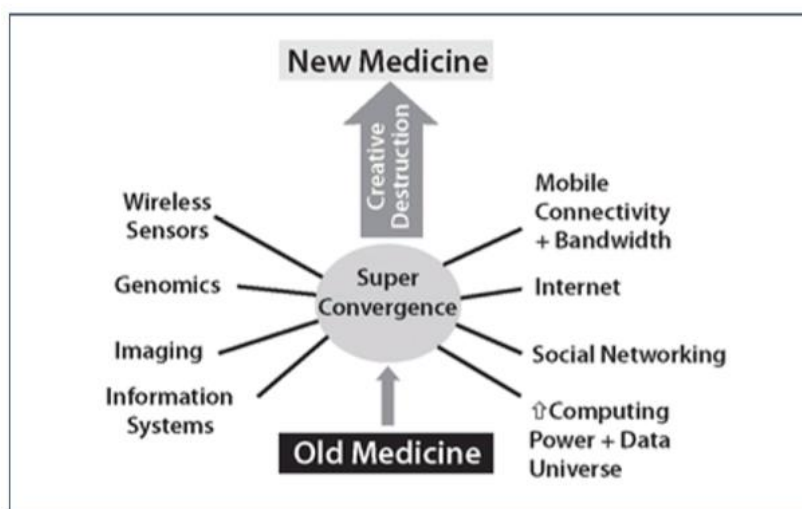 New Medicine
Creative
Destruction
Wireless
Sensors
Genomics
Imaging
Information
Systems
Super
Convergence
Mobile
Connectivity
+ Bandwidth
Internet
Social Networking
⇧Computing
Power + Data
Universe
Old Medicine